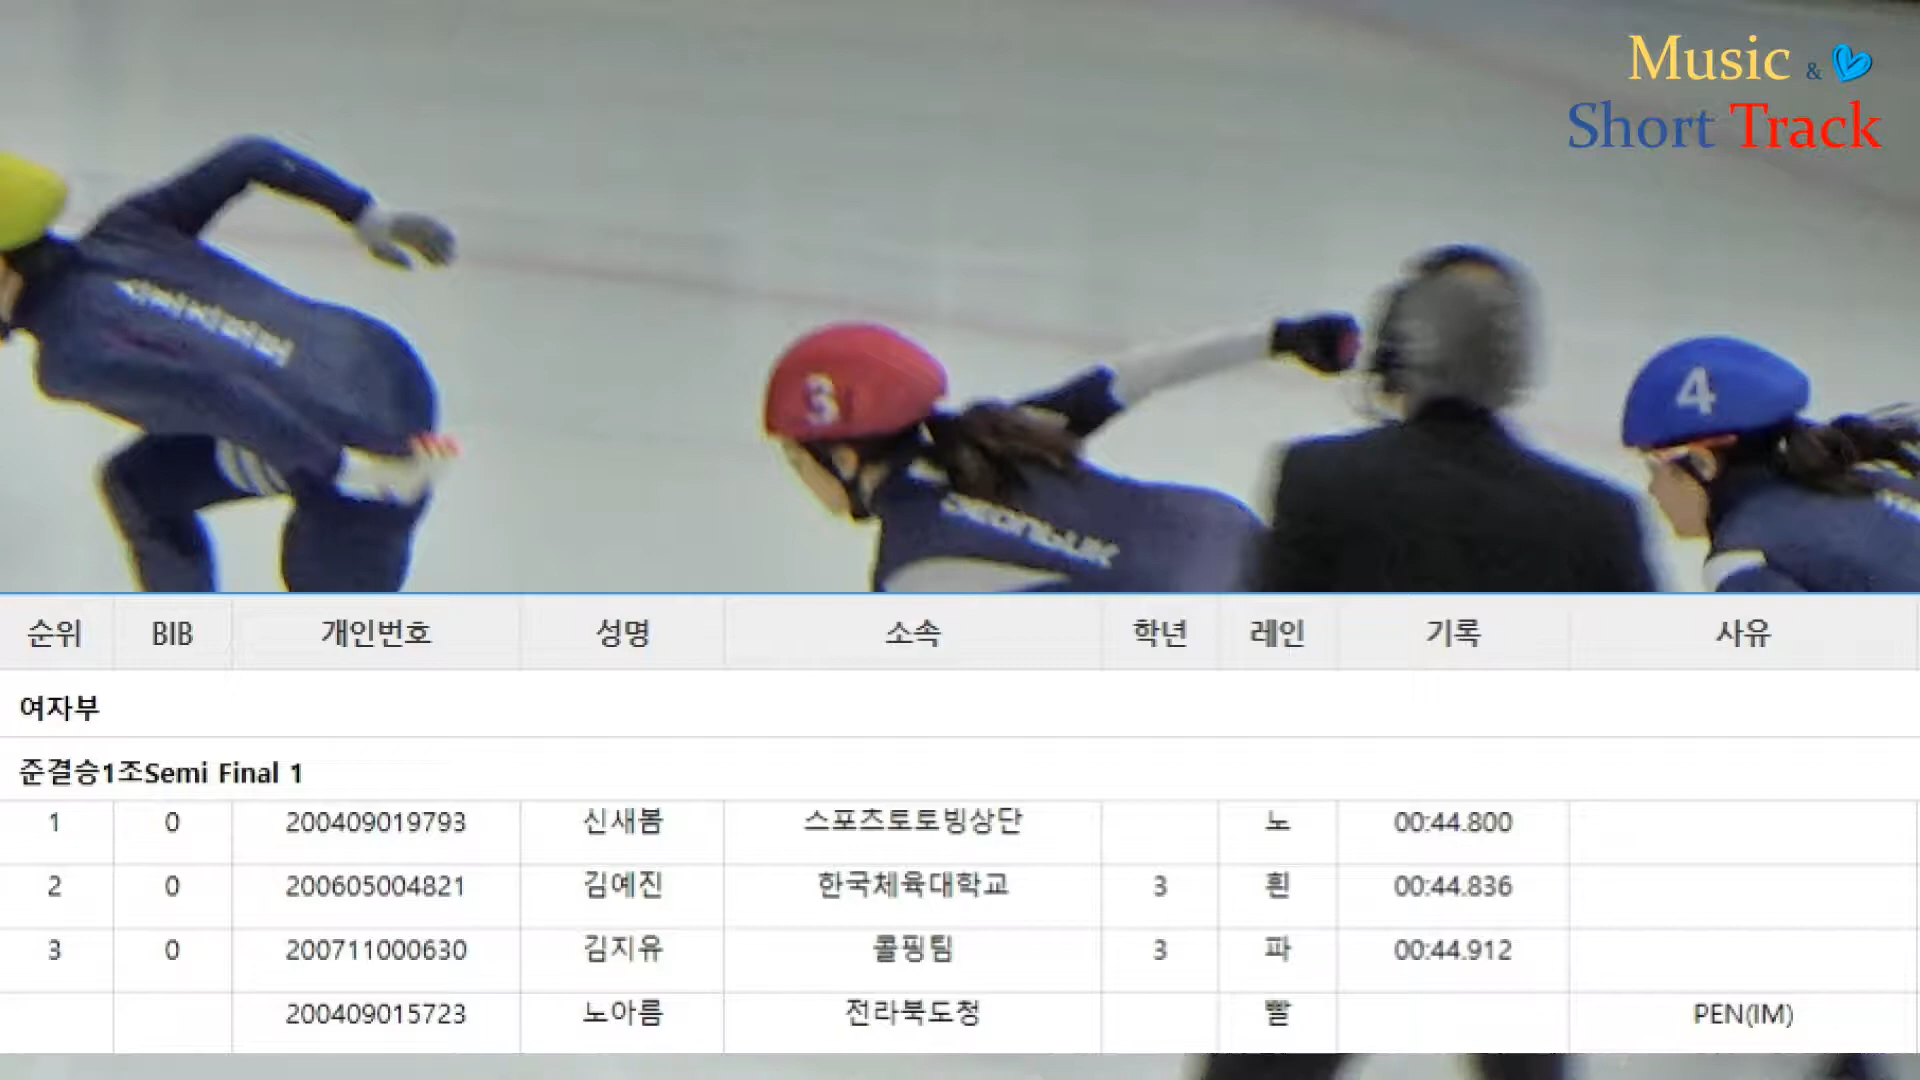 Music &
Short Track
3
4
순위 BIB 개인번호 성명 소속 학년 레인 기록 사유
여자부
준결승1조Semi Final 1
1 0 200409019793 신새봄 스포츠토토빙상단 노 00:44.800
2 0 200605004821 김예진 한국체육대학교 3 흰 00:44.836
3 0 200711000630 김지유 콜핑팀 3 파 00:44.912
200409015723 노아름 전라북도청 빨 PEN(IM)